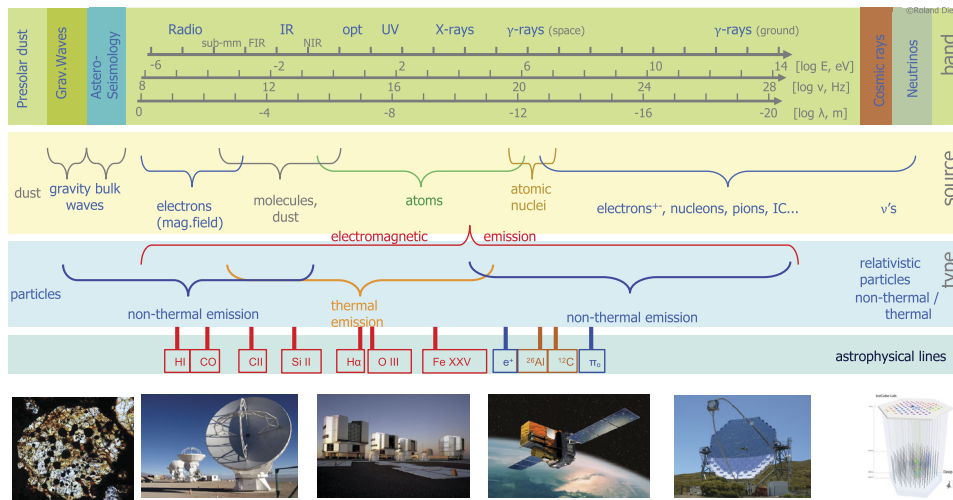 ©Roland Die
Presolar dust
Grav.Waves
Astero-
Seismology
Radio
IR
opt
UV
X-rays
γ-rays (space)
γ-rays (ground)
sub-mm
FIR
NIR
-6
-2
2
6
10
14
[log E, eV]
8
12
16
20
24
28
[log ν, Hz]
0
-4
-8
-12
-16
-20
[log λ, m]
Cosmic rays
Neutrinos
band
dust
gravity bulk
waves
electrons
(mag.field)
molecules,
dust
atoms
atomic
nuclei
electrons⁺⁻, nucleons, pions, IC...
ν's
source
electromagnetic emission
particles
non-thermal emission
thermal
emission
non-thermal emission
relativistic
particles
non-thermal /
thermal
type
HI
CO
CII
Si II
Hα
O III
Fe XXV
e⁺
²⁶Al
¹²C
π₀
astrophysical lines
IceCube Lab